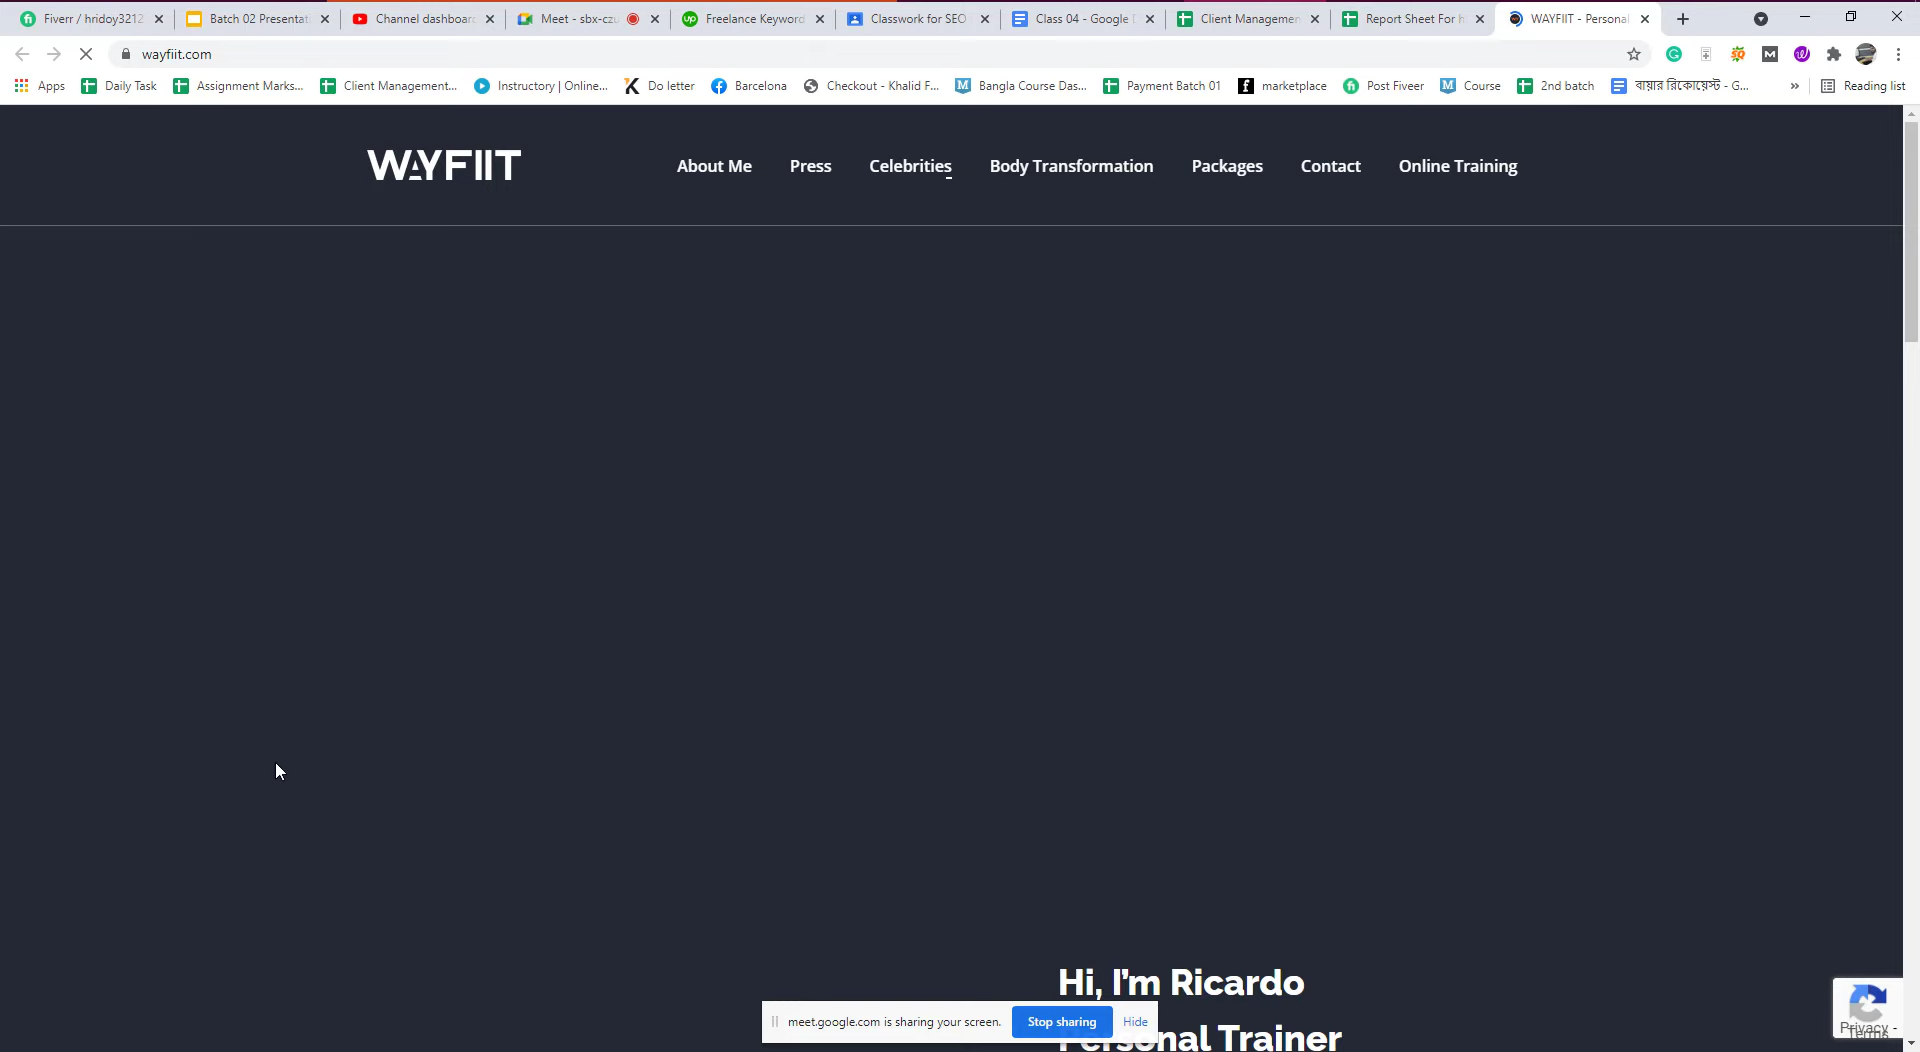 Fiverr / hridoy3212 Batch 02 Presentat Channel dashboard Meet - sbx-czu Freelance Keyword Classwork for SEO Class 04 - Google D Client Managemen Report Sheet For h WAYFIIT - Personal
wayfiit.com
Apps Daily Task Assignment Marks... Client Management... Instructory | Online... Do letter Barcelona Checkout - Khalid F... Bangla Course Das... Payment Batch 01 marketplace Post Fiveer Course 2nd batch বায়ার রিকোয়েস্ট - G... » Reading list
WAYFIIT About Me Press Celebrities Body Transformation Packages Contact Online Training
Hi, I'm Ricardo
Personal Trainer
meet.google.com is sharing your screen. Stop sharing Hide
Privacy - Terms